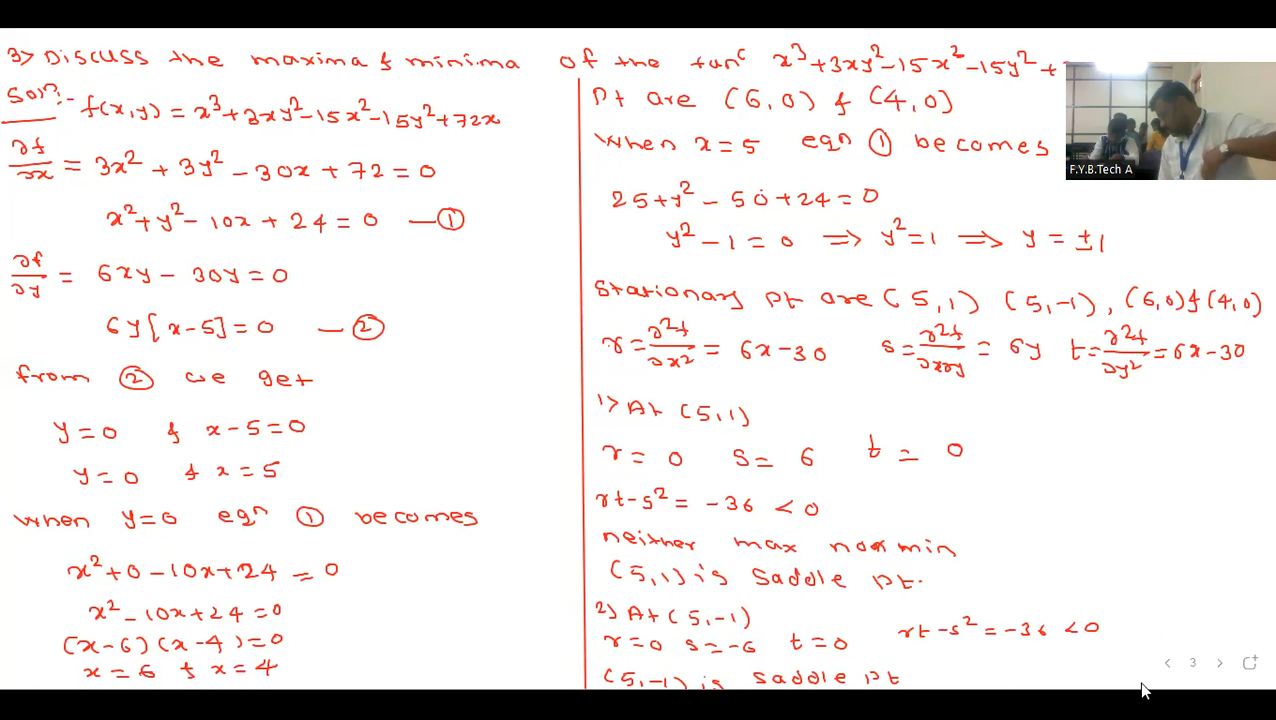 3) Discuss the maxima & minima of the funⁿ x³+3xy²-15x²-15y²+7
Solⁿ:- f(x,y) = x³+3xy²-15x²-15y²+72x
∂f/∂x = 3x² + 3y² - 30x + 72 = 0
x²+y²-10x + 24 = 0 — ①
∂f/∂y = 6xy - 30y = 0
6y[x-5] = 0 — ②
from ② we get
y=0 & x-5=0
y=0 & x=5
When y=0 eqn ① becomes
x²+0-10x+24 = 0
x²-10x+24=0
(x-6)(x-4)=0
x=6 & x=4
Pt are (6,0) & (4,0)
When x=5 eqn ① becomes
25+y²-50+24=0
y²-1=0 ⇒ y²=1 ⇒ y=±1
Stationary pt are (5,1) (5,-1), (6,0)&(4,0)
r=∂²f/∂x² = 6x-30 s=∂²f/∂x∂y = 6y t=∂²f/∂y²=6x-30
1) At (5,1)
r= 0 s= 6 t= 0
rt-s² = -36 <0
neither max nor min
(5,1) is saddle pt.
2) At (5,-1)
r=0 s=-6 t=0 rt-s²=-36 <0
(5,-1) is saddle pt
F.Y.B.Tech A
3